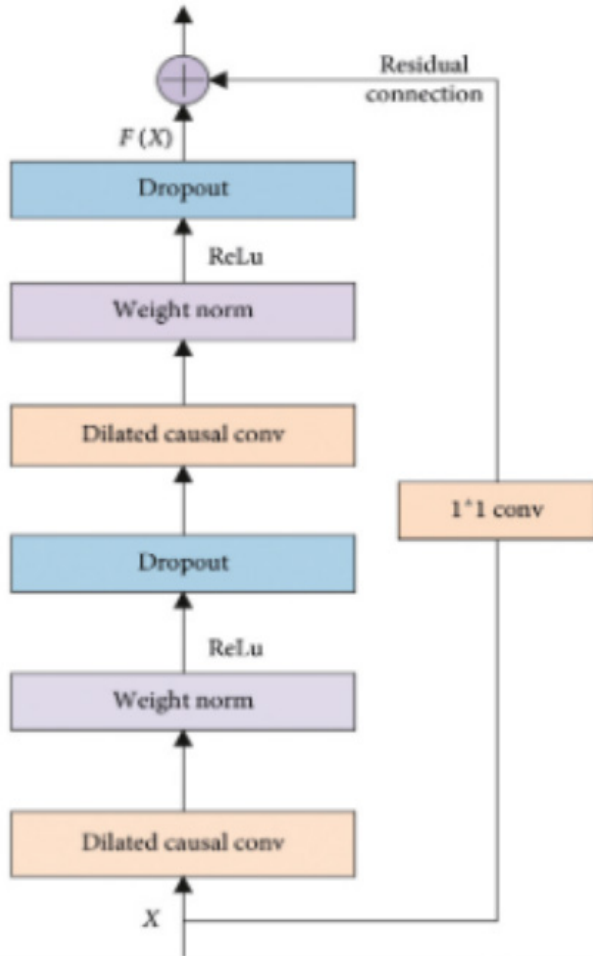 Residual
connection
F (X)
Dropout
ReLu
Weight norm
Dilated causal conv
1*1 conv
Dropout
ReLu
Weight norm
Dilated causal conv
X